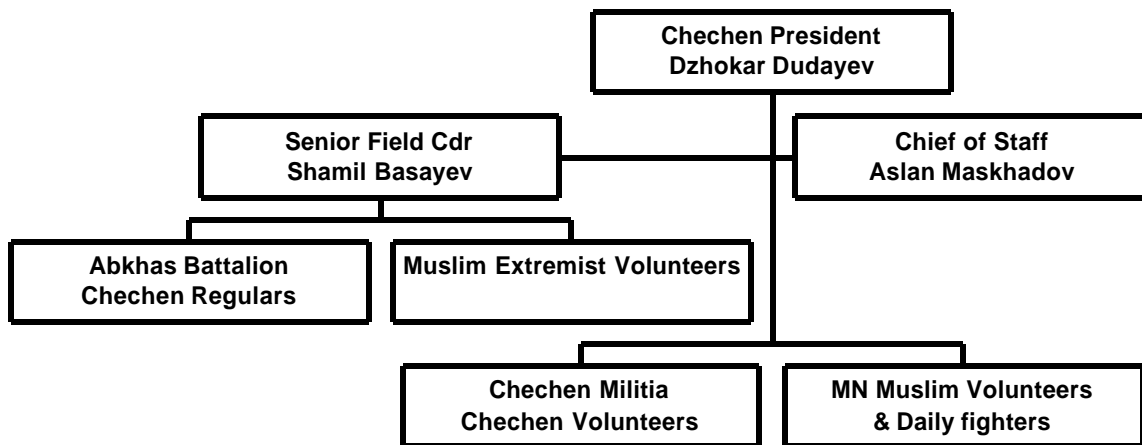 Chechen President
Dzhokar Dudayev
Senior Field Cdr
Shamil Basayev
Chief of Staff
Aslan Maskhadov
Abkhas Battalion
Chechen Regulars
Muslim Extremist Volunteers
Chechen Militia
Chechen Volunteers
MN Muslim Volunteers
& Daily fighters